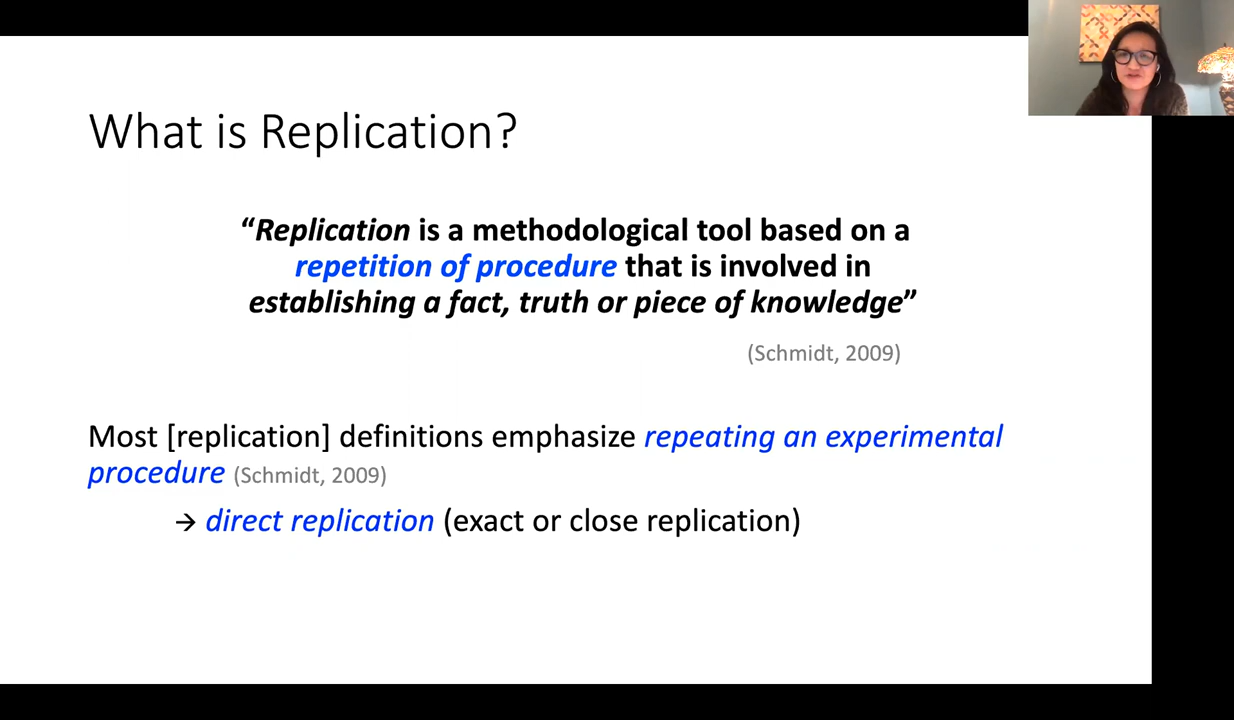 What is Replication?
“Replication is a methodological tool based on a
repetition of procedure that is involved in
establishing a fact, truth or piece of knowledge”
(Schmidt, 2009)
Most [replication] definitions emphasize repeating an experimental
procedure (Schmidt, 2009)
→ direct replication (exact or close replication)